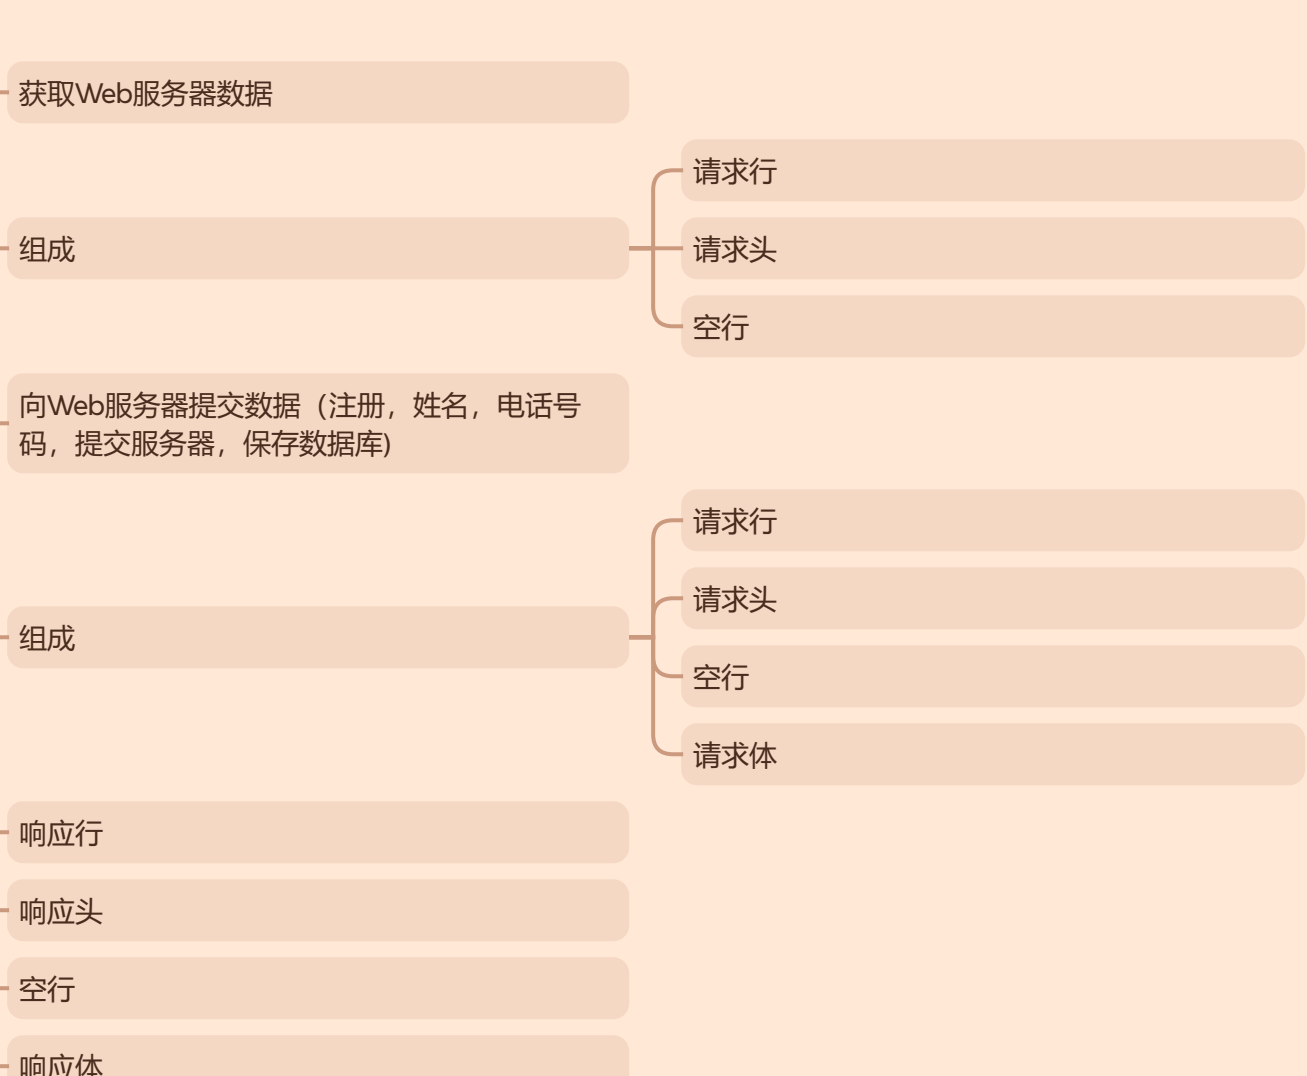 获取Web服务器数据
组成
请求行
请求头
空行
向Web服务器提交数据（注册，姓名，电话号
码，提交服务器，保存数据库)
组成
请求行
请求头
空行
请求体
响应行
响应头
空行
响应体